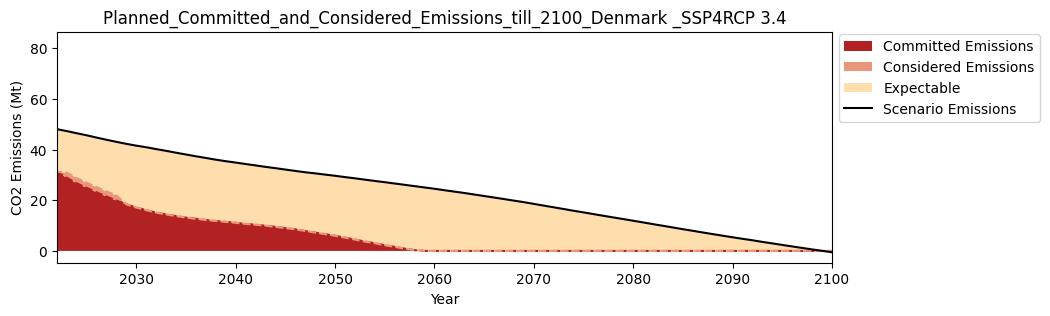 Planned_Committed_and_Considered_Emissions_till_2100_Denmark _SSP4RCP 3.4
Committed Emissions
Considered Emissions
Expectable
Scenario Emissions
CO2 Emissions (Mt)
80
60
40
20
0
2030 2040 2050 2060 2070 2080 2090 2100
Year